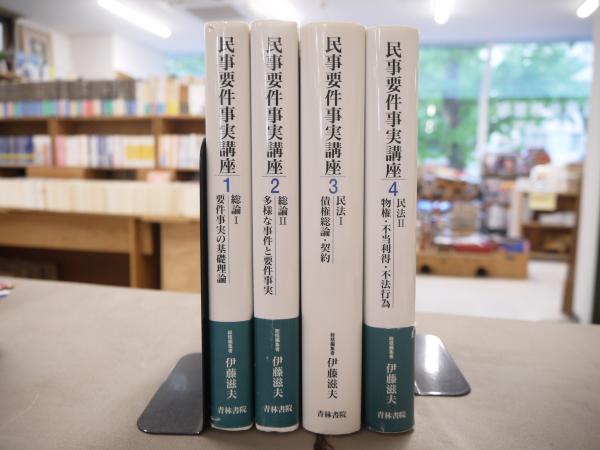 民事要件事実講座
1
総論Ⅰ
要件事実の基礎理論
総括編集者
伊藤滋夫
青林書院
民事要件事実講座
2
総論Ⅱ
多様な事件と要件事実
総括編集者
伊藤滋夫
青林書院
民事要件事実講座
3
民法Ⅰ
債権総論・契約
総括編集者
伊藤滋夫
青林書院
民事要件事実講座
4
民法Ⅱ
物権・不当利得・不法行為
総括編集者
伊藤滋夫
青林書院